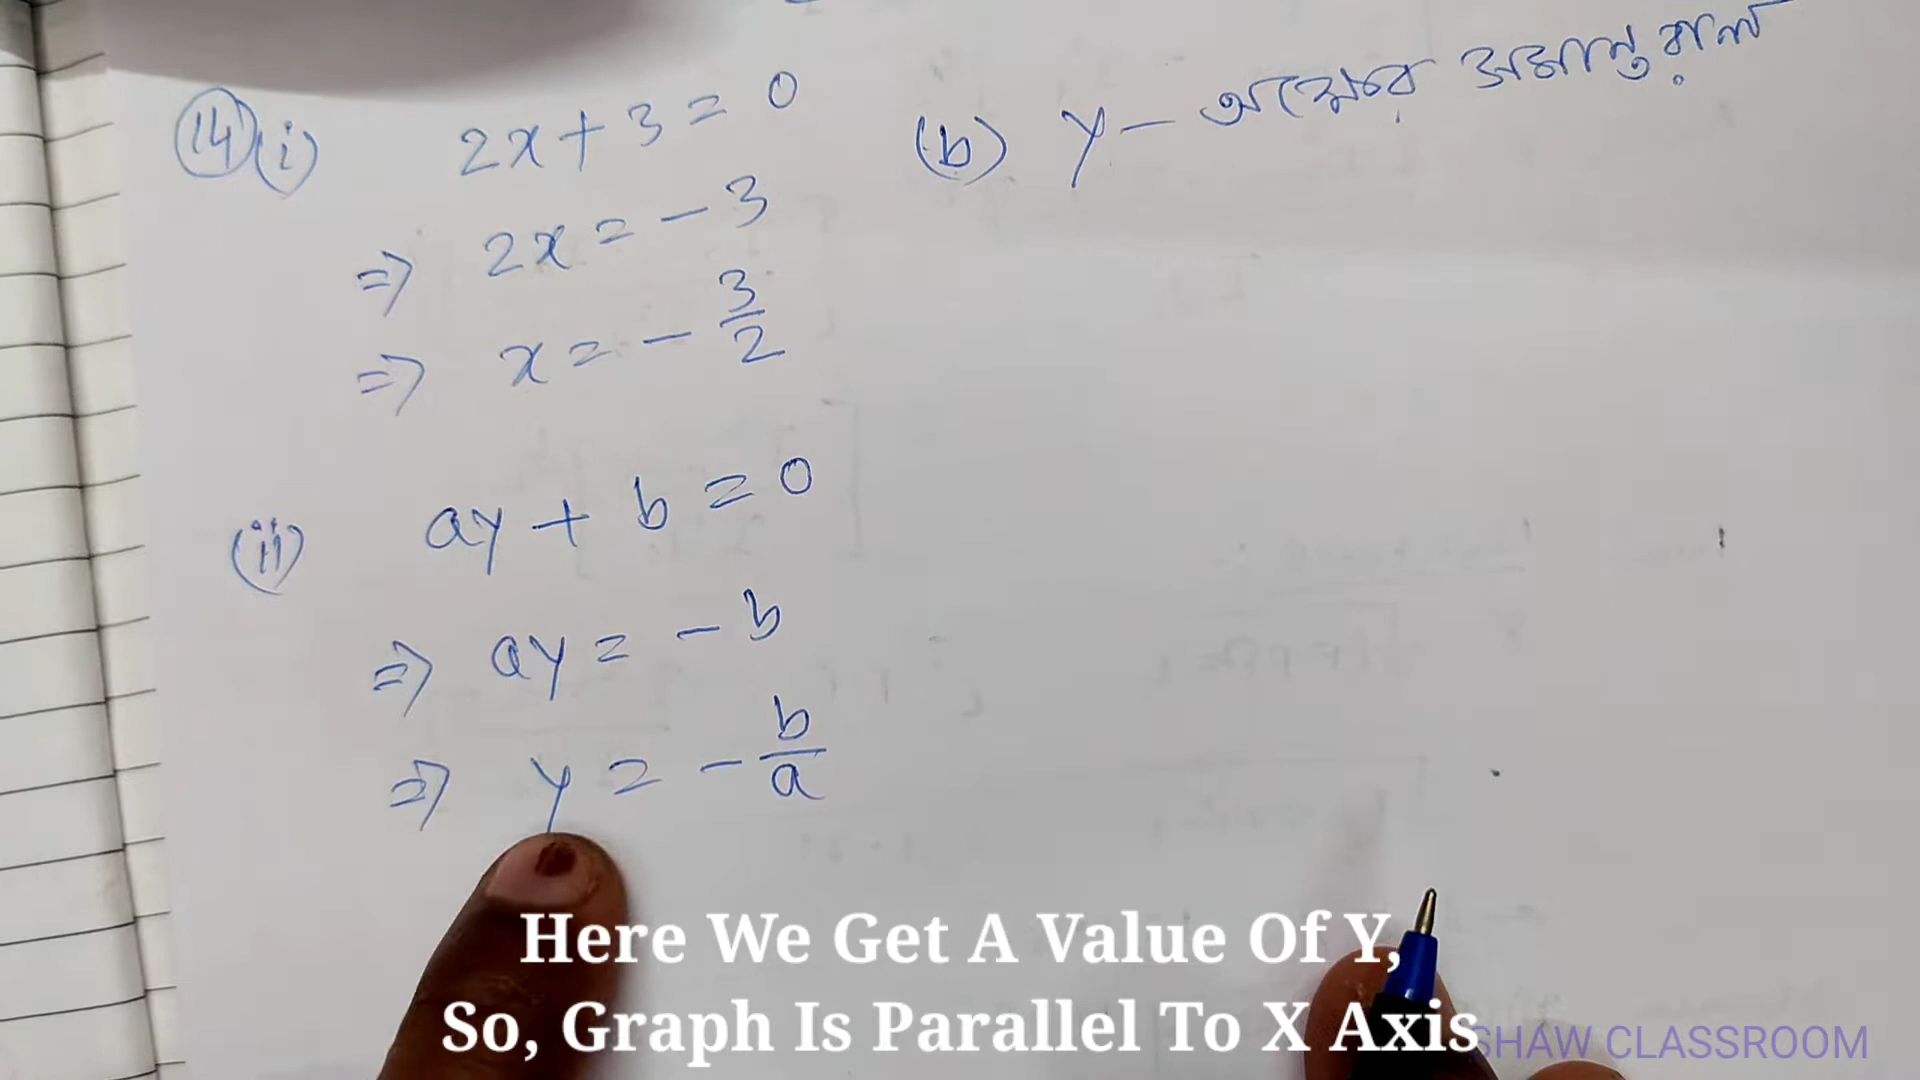 14 (i) 2x + 3 = 0
(b) y - অক্ষের সমান্তরাল
⇒ 2x = - 3
⇒ x = - 3/2
(ii) ay + b = 0
⇒ ay = - b
⇒ y = - b/a
Here We Get A Value Of Y,
So, Graph Is Parallel To X Axis
SHAW CLASSROOM